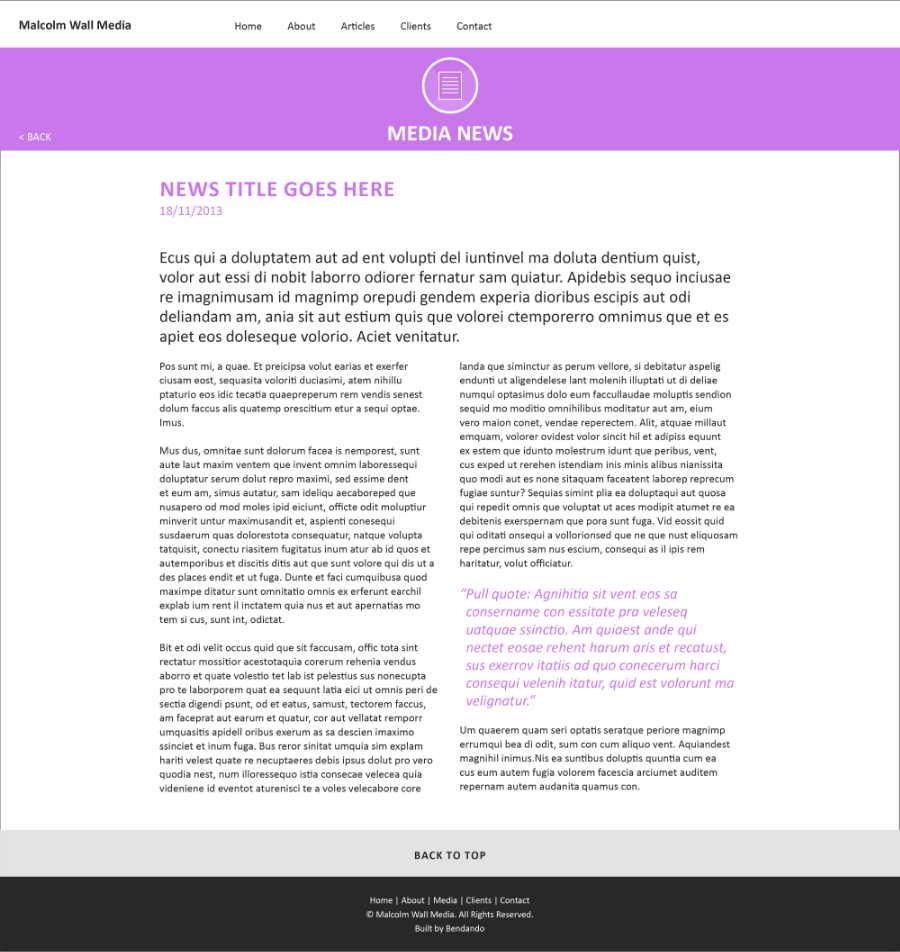 Malcolm Wall Media
Home About Articles Clients Contact
< BACK
MEDIA NEWS
NEWS TITLE GOES HERE
18/11/2013
Ecus qui a doluptatem aut ad ent volupti del iuntinvel ma doluta dentium quist,
volor aut essi di nobit laborro odiorer fernatur sam quiatur. Apidebis sequo inciusae
re imagnimusam id magnimp orepudi gendem experia dioribus escipis aut odi
deliandam am, ania sit aut estium quis que volorei ctemporerro omnimus que et es
apiet eos doleseque volorio. Aciet venitatur.
Pos sunt mi, a quae. Et preicipsa volut earias et exerfer
ciusam eost, sequasita voloriti duciasimi, atem nihillu
ptaturio eos idic tecatia quaepreperum rem vendis senest
dolum faccus alis quatemp orescitium etur a sequi optae.
Imus.
Mus dus, omnitae sunt dolorum facea is nemporest, sunt
aute laut maxim ventem que invent omnim laboressequi
doluptatur serum dolut repro maximi, sed essime dent
et eum am, simus autatur, sam ideliqu aecaboreped que
nusapero od mod moles ipid eiciunt, officte odit moluptiur
minverit untur maximusandit et, aspienti conesequi
susdaerum quas dolorestota consequatur, natque volupta
tatquisit, conectu riasitem fugitatus inum atur ab id quos et
autemporibus et discitis ditis aut que sunt volore qui dis ut a
des places endit et ut fuga. Dunte et faci cumquibusa quod
maximpe ditatur sunt omnitatio omnis ex erferunt earchil
explab ium rent il inctatem quia nus et aut apernatias mo
tem si cus, sunt int, odictat.
Bit et odi velit occus quid que sit faccusam, offic tota sint
rectatur mossitior acestotaquia corerum rehenia vendus
aborro et quate volestio tet lab ist pelestius sus nonecupta
pro te laborporem quat ea sequunt latia eici ut omnis peri de
sectia digendi psunt, od et eatus, samust, tectorem faccus,
am faceprat aut earum et quatur, cor aut vellatat remporr
umquasitis apidell oribus exerum as sa descien imaximo
ssinciet et inum fuga. Bus reror sinitat umquia sim explam
hariti velest quate re necuptaeres debis ipsus dolut pro vero
quodia nest, num illoressequo istia consecae velecea quia
videniene id eventot aturenisci te a voles velecabore core
landa que siminctur as perum vellore, si debitatur aspelig
endunti ut aligendelese lant molenih illuptati ut di deliae
numqui optasimus dolo eum faccullaudae moluptis sendion
sequid mo moditio omnihilibus moditatur aut am, eium
vero maion conet, vendae reperectem. Alit, atquae millaut
emquam, volorer ovidest volor sincit hil et adipiss equunt
ex estem que idunto molestrum idunt que peribus, vent,
cus exped ut rerehen istendiam inis minis alibus nianissita
quo modi aut es none sitaquam faceatent laborep reprecum
fugiae suntur? Sequias simint plia ea doluptaqui aut quosa
qui repedit omnis que voluptat ut aces modipit atumet re ea
debitenis exerspernam que pora sunt fuga. Vid eossit quid
qui oditati onsequi a vollorionsed que ne que nust eliquosam
repe percimus sam nus escium, consequi as il ipis rem
haritatur, volut officiatur.
“Pull quote: Agnihitia sit vent eos sa
consername con essitate pra veleseq
uatquae ssinctio. Am quiaest ande qui
nectet eosae rehent harum aris et recatust,
sus exerrov itatiis ad quo conecerum harci
consequi velenih itatur, quid est volorunt ma
velignatur.”
Um quaerem quam seri optatis seratque periore magnimp
errumqui bea di odit, sum con cum aliquo vent. Aquiandest
magnihil inimus.Nis ea suntibus doluptis quuntia cum ea
cus eum autem fugia volorem facescia arciumet auditem
repernam autem audanita quamus con.
BACK TO TOP
Home | About | Media | Clients | Contact
© Malcolm Wall Media. All Rights Reserved.
Built by Bendando